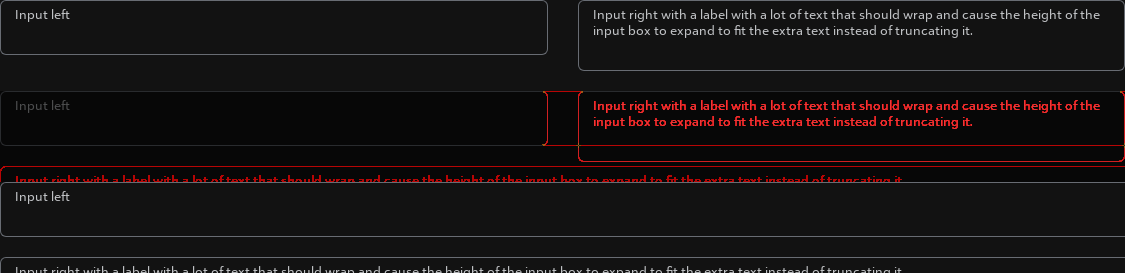 Input left
Input right with a label with a lot of text that should wrap and cause the height of the
input box to expand to fit the extra text instead of truncating it.
Input left
Input right with a label with a lot of text that should wrap and cause the height of the
input box to expand to fit the extra text instead of truncating it.
Input right with a label with a lot of text that should wrap and cause the height of the input box to expand to fit the extra text instead of truncating it.
Input left
Input right with a label with a lot of text that should wrap and cause the height of the input box to expand to fit the extra text instead of truncating it.